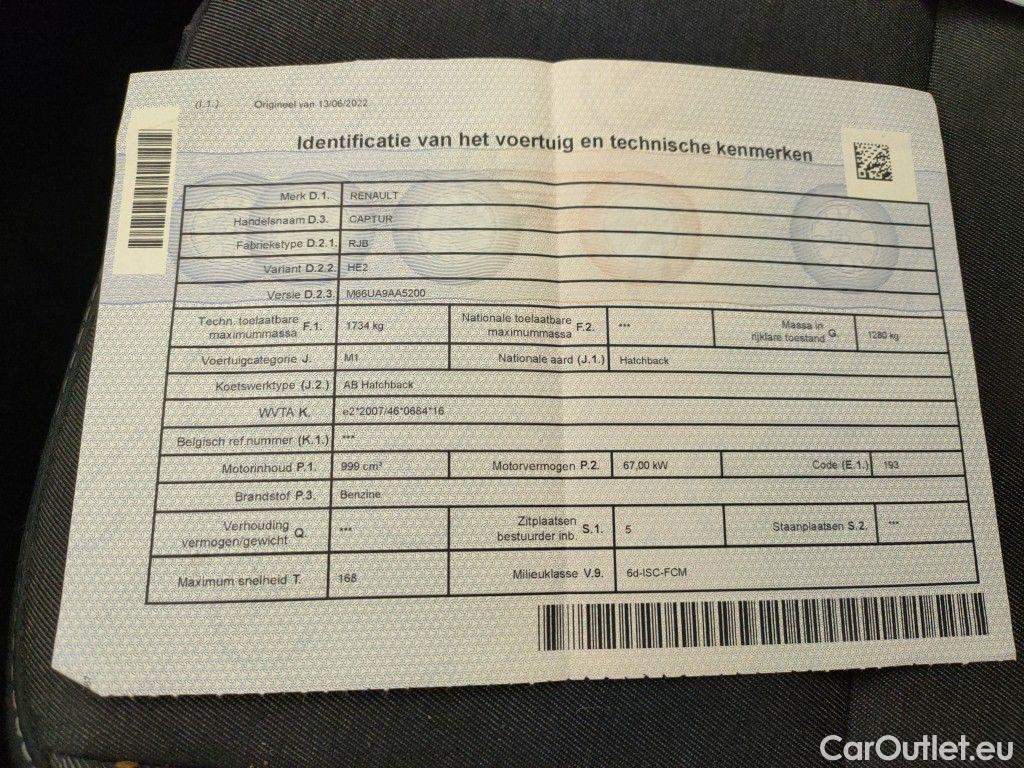 (I.1.) Origineel van 13/06/2022
Identificatie van het voertuig en technische kenmerken
Merk D.1. RENAULT
Handelsnaam D.3. CAPTUR
Fabriekstype D.2.1. RJB
Variant D.2.2. HE2
Versie D.2.3. M66UA9AA5200
Techn. toelaatbare maximummassa F.1. 1734 kg Nationale toelaatbare maximummassa F.2. *** Massa in rijklare toestand G. 1280 kg
Voertuigcategorie J. M1 Nationale aard (J.1.) Hatchback
Koetswerktype (J.2.) AB Hatchback
WVTA K. e2*2007/46*0684*16
Belgisch ref.nummer (K.1.) ***
Motorinhoud P.1. 999 cm³ Motorvermogen P.2. 67,00 kW Code (E.1.) 193
Brandstof P.3. Benzine
Verhouding vermogen/gewicht Q. *** Zitplaatsen bestuurder inb. S.1. 5 Staanplaatsen S.2. ***
Maximum snelheid T. 168 Milieuklasse V.9. 6d-ISC-FCM
CarOutlet.eu